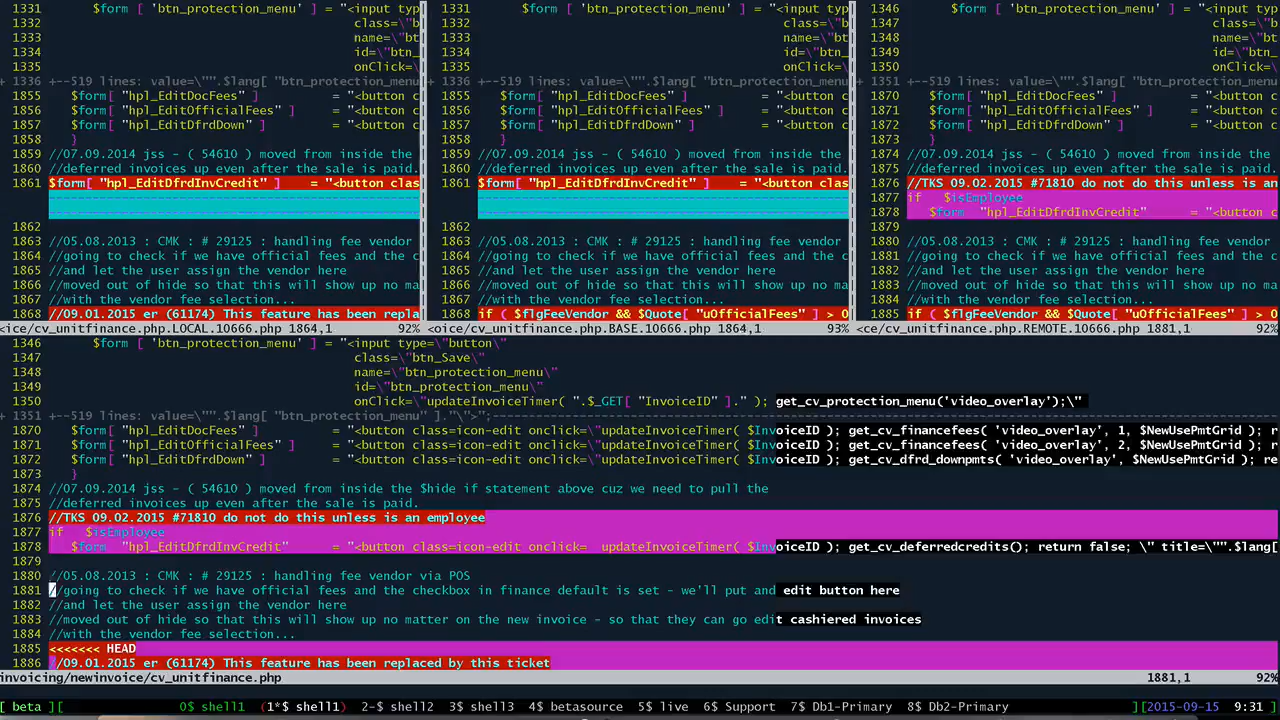 1331        $form [ 'btn_protection_menu' ] = "<input typ
1332                                           class=\"b
1333                                           name=\"bt
1334                                           id=\"btn_
1335                                           onClick=\
+ 1336 +--519 lines: value=\"".$lang[ "btn_protection_menu
1855    $form[ "hpl_EditDocFees" ]          = "<button c
1856    $form[ "hpl_EditOfficialFees" ]     = "<button c
1857    $form[ "hpl_EditDfrdDown" ]         = "<button c
1858    }
1859 //07.09.2014 jss - ( 54610 ) moved from inside the
1860 //deferred invoices up even after the sale is paid.
1861 $form[ "hpl_EditDfrdInvCredit" ]      = "<button clas
1862
1863 //05.08.2013 : CMK : # 29125 : handling fee vendor
1864 //going to check if we have official fees and the c
1865 //and let the user assign the vendor here
1866 //moved out of hide so that this will show up no ma
1867 //with the vendor fee selection...
1868 //09.01.2015 er (61174) This feature has been repla
<oice/cv_unitfinance.php.LOCAL.10666.php 1864,1        92%
1331        $form [ 'btn_protection_menu' ] = "<input typ
1332                                           class=\"b
1333                                           name=\"bt
1334                                           id=\"btn_
1335                                           onClick=\
+ 1336 +--519 lines: value=\"".$lang[ "btn_protection_menu
1855    $form[ "hpl_EditDocFees" ]          = "<button c
1856    $form[ "hpl_EditOfficialFees" ]     = "<button c
1857    $form[ "hpl_EditDfrdDown" ]         = "<button c
1858    }
1859 //07.09.2014 jss - ( 54610 ) moved from inside the
1860 //deferred invoices up even after the sale is paid.
1861 $form[ "hpl_EditDfrdInvCredit" ]      = "<button clas
1862
1863 //05.08.2013 : CMK : # 29125 : handling fee vendor
1864 //going to check if we have official fees and the c
1865 //and let the user assign the vendor here
1866 //moved out of hide so that this will show up no ma
1867 //with the vendor fee selection...
1868 if ( $flgFeeVendor && $Quote[ "uOfficialFees" ] > 0
<voice/cv_unitfinance.php.BASE.10666.php 1864,1        93%
1346        $form [ 'btn_protection_menu' ] = "<input ty
1347                                           class=\"
1348                                           name=\"b
1349                                           id=\"btn
1350                                           onClick=
+ 1351 +--519 lines: value=\"".$lang[ "btn_protection_men
1870    $form[ "hpl_EditDocFees" ]          = "<button
1871    $form[ "hpl_EditOfficialFees" ]     = "<button
1872    $form[ "hpl_EditDfrdDown" ]         = "<button
1873    }
1874 //07.09.2014 jss - ( 54610 ) moved from inside the
1875 //deferred invoices up even after the sale is paid
1876 //TKS 09.02.2015 #71810 do not do this unless is an
1877 if   $isEmployee
1878    $form  "hpl_EditDfrdInvCredit"      = "<button c
1879
1880 //05.08.2013 : CMK : # 29125 : handling fee vendor
1881 //going to check if we have official fees and the
1882 //and let the user assign the vendor here
1883 //moved out of hide so that this will show up no m
1884 //with the vendor fee selection...
1885 if ( $flgFeeVendor && $Quote[ "uOfficialFees" ] > 0
<ce/cv_unitfinance.php.REMOTE.10666.php 1881,1        92%
1346        $form [ 'btn_protection_menu' ] = "<input type=\"button\"
1347                                           class=\"btn_Save\"
1348                                           name=\"btn_protection_menu\"
1349                                           id=\"btn_protection_menu\"
1350                                           onClick=\"updateInvoiceTimer( ".$_GET[ "InvoiceID" ]." ); get_cv_protection_menu('video_overlay');\"
+ 1351 +--519 lines: value=\"".$lang[ "btn_protection_menu" ]."\">";
1870    $form[ "hpl_EditDocFees" ]          = "<button class=icon-edit onclick=\"updateInvoiceTimer( $InvoiceID ); get_cv_financefees( 'video_overlay', 1, $NewUsePmtGrid ); r
1871    $form[ "hpl_EditOfficialFees" ]     = "<button class=icon-edit onclick=\"updateInvoiceTimer( $InvoiceID ); get_cv_financefees( 'video_overlay', 2, $NewUsePmtGrid ); r
1872    $form[ "hpl_EditDfrdDown" ]         = "<button class=icon-edit onclick=\"updateInvoiceTimer( $InvoiceID ); get_cv_dfrd_downpmts( 'video_overlay', $NewUsePmtGrid ); re
1873    }
1874 //07.09.2014 jss - ( 54610 ) moved from inside the $hide if statement above cuz we need to pull the
1875 //deferred invoices up even after the sale is paid.
1876 //TKS 09.02.2015 #71810 do not do this unless is an employee
1877 if   $isEmployee
1878    $form  "hpl_EditDfrdInvCredit"      = "<button class=icon-edit onclick=  updateInvoiceTimer( $InvoiceID ); get_cv_deferredcredits(); return false; \" title=\"".$lang[
1879
1880 //05.08.2013 : CMK : # 29125 : handling fee vendor via POS
1881 //going to check if we have official fees and the checkbox in finance default is set - we'll put and edit button here
1882 //and let the user assign the vendor here
1883 //moved out of hide so that this will show up no matter on the new invoice - so that they can go edit cashiered invoices
1884 //with the vendor fee selection...
1885 <<<<<<< HEAD
1886 //09.01.2015 er (61174) This feature has been replaced by this ticket
invoicing/newinvoice/cv_unitfinance.php                1881,1        92%
[ beta ][        0$ shell1  (1*$ shell1)  2-$ shell2  3$ shell3  4$ betasource  5$ live  6$ Support  7$ Db1-Primary  8$ Db2-Primary        ][2015-09-15  9:31 ]